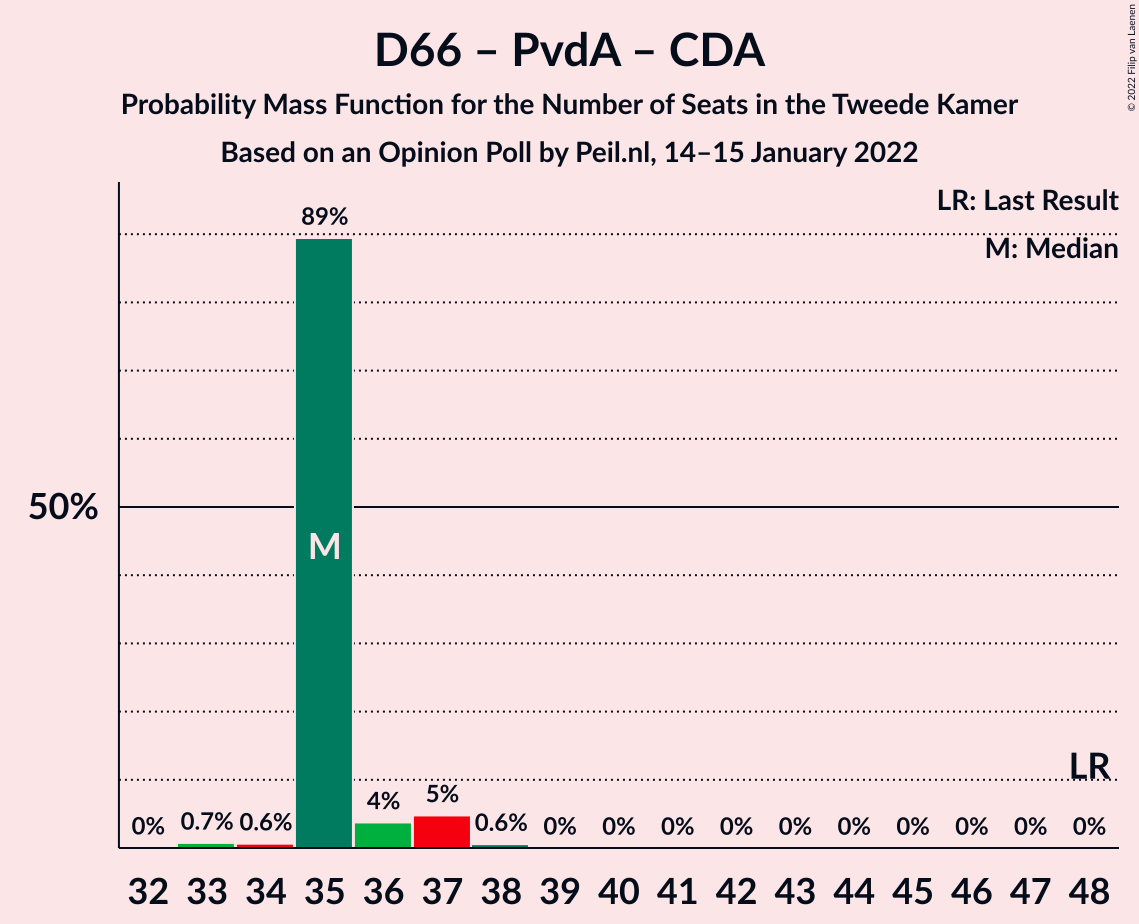 D66 – PvdA – CDA
Probability Mass Function for the Number of Seats in the Tweede Kamer
Based on an Opinion Poll by Peil.nl, 14–15 January 2022
© 2022 Filip van Laenen
LR: Last Result
M: Median
89%
50%
M
LR
0% 0.7% 0.6% 4% 5% 0.6% 0% 0% 0% 0% 0% 0% 0% 0% 0% 0%
32 33 34 35 36 37 38 39 40 41 42 43 44 45 46 47 48